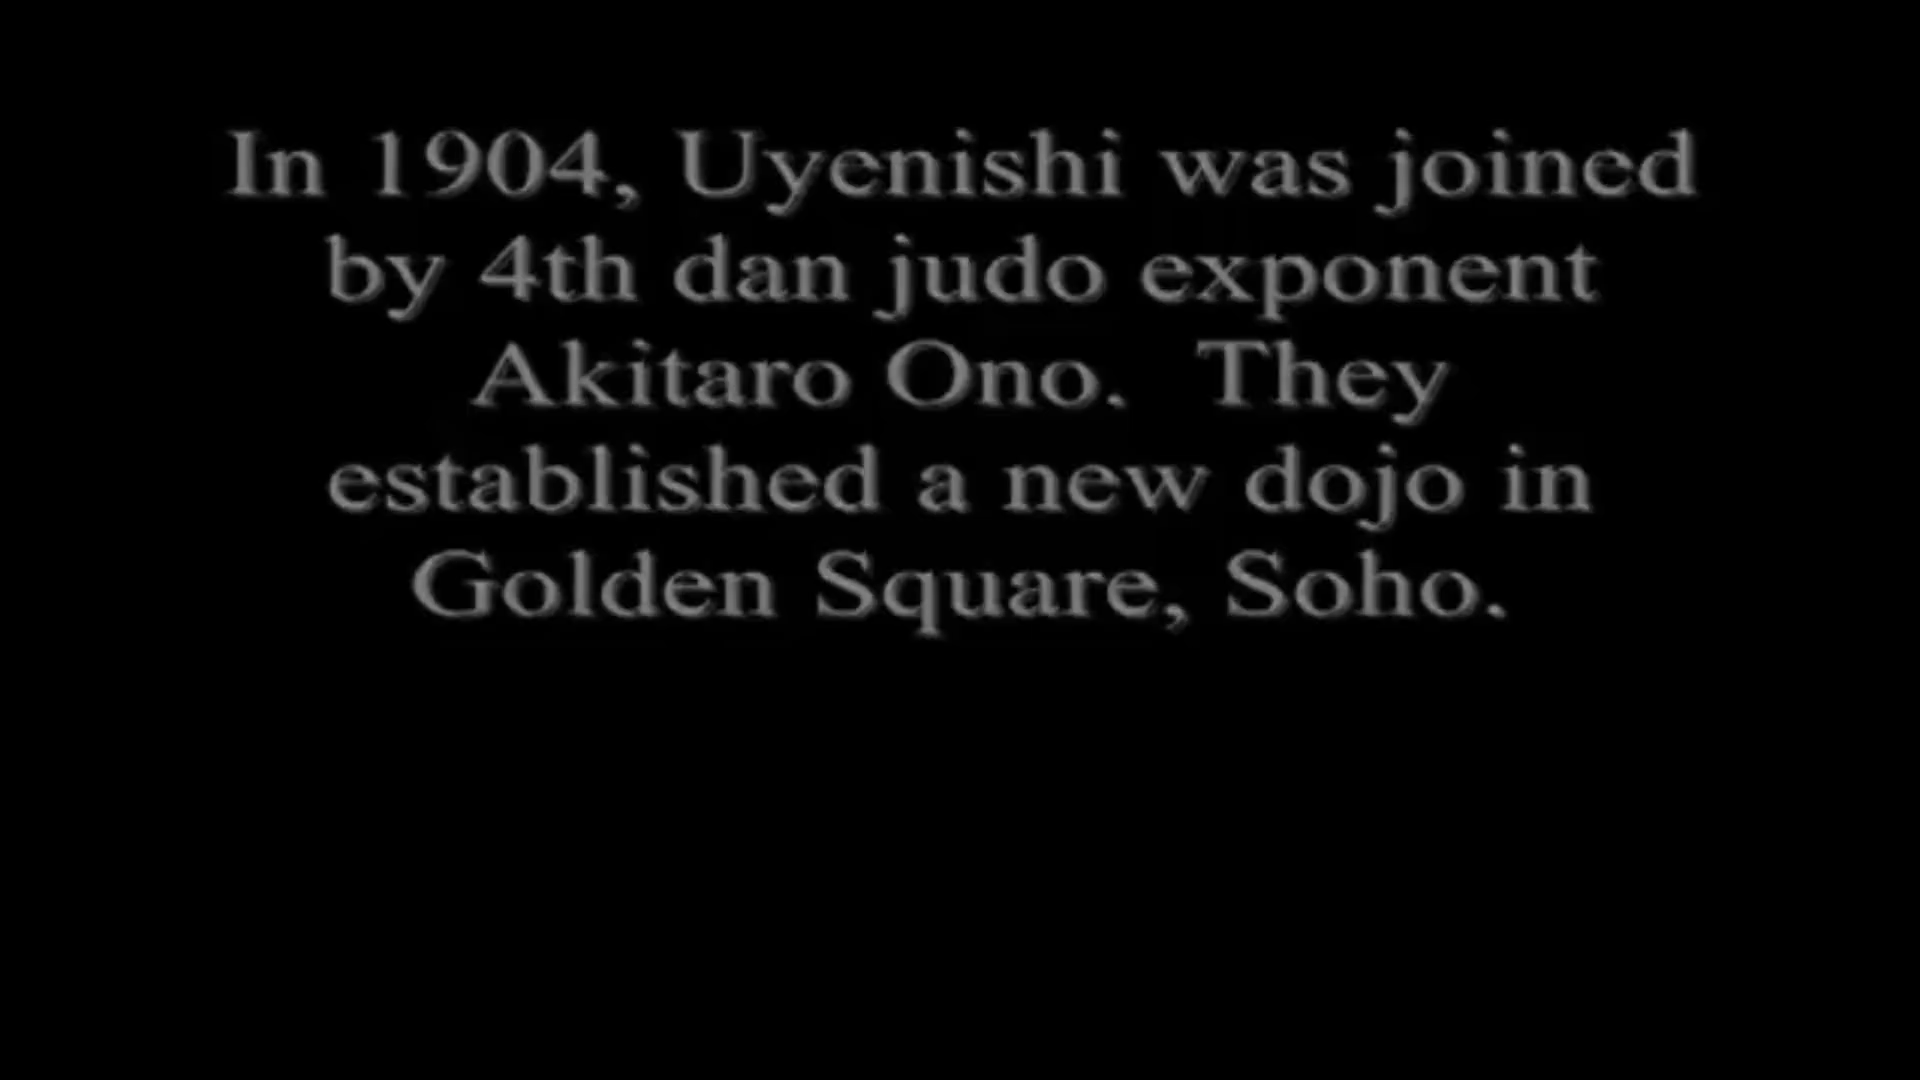 In 1904, Uyenishi was joined
by 4th dan judo exponent
Akitaro Ono.  They
established a new dojo in
Golden Square, Soho.